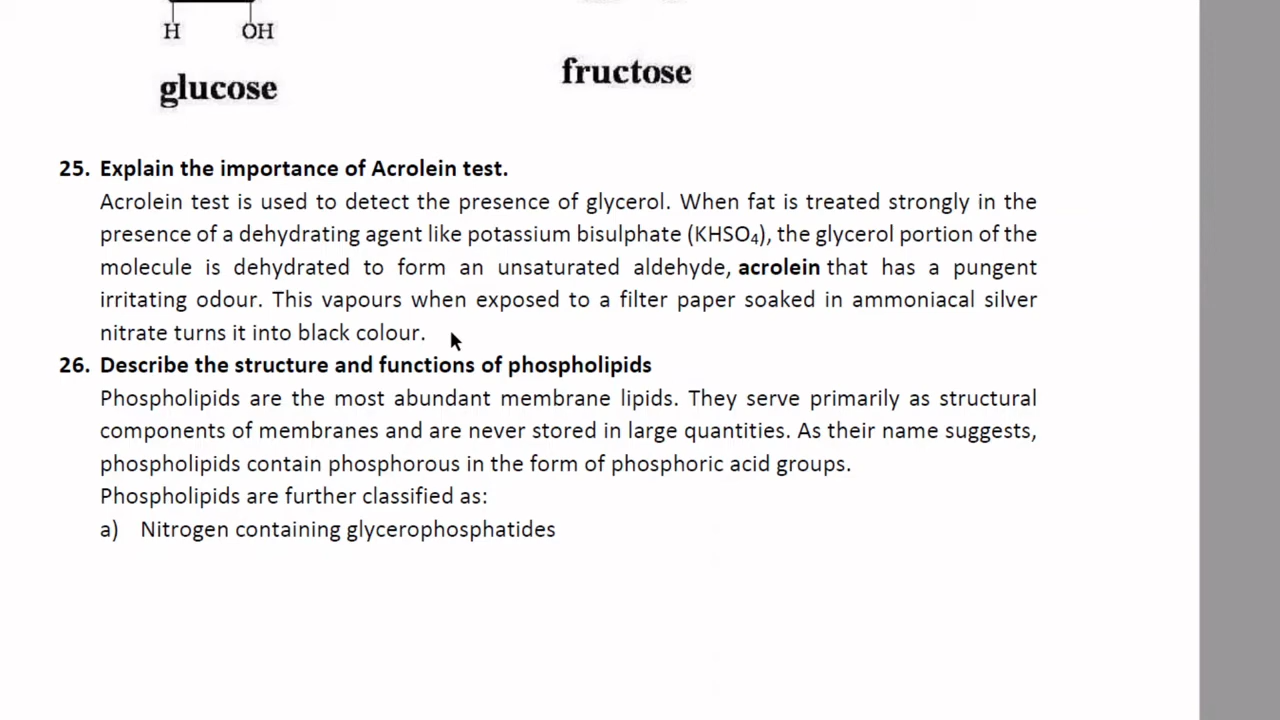 H OH
glucose
fructose
25. Explain the importance of Acrolein test.
Acrolein test is used to detect the presence of glycerol. When fat is treated strongly in the
presence of a dehydrating agent like potassium bisulphate (KHSO₄), the glycerol portion of the
molecule is dehydrated to form an unsaturated aldehyde, acrolein that has a pungent
irritating odour. This vapours when exposed to a filter paper soaked in ammoniacal silver
nitrate turns it into black colour.
26. Describe the structure and functions of phospholipids
Phospholipids are the most abundant membrane lipids. They serve primarily as structural
components of membranes and are never stored in large quantities. As their name suggests,
phospholipids contain phosphorous in the form of phosphoric acid groups.
Phospholipids are further classified as:
a) Nitrogen containing glycerophosphatides